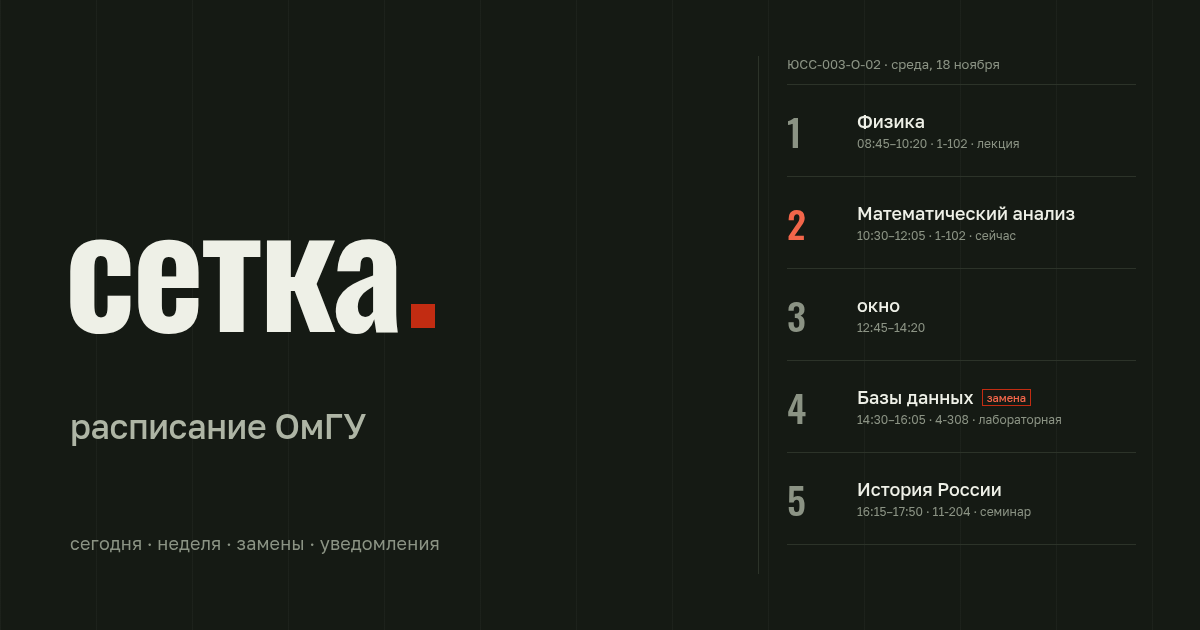 сетка.
расписание ОмГУ
сегодня · неделя · замены · уведомления
ЮСС-003-О-02 · среда, 18 ноября
1 Физика
08:45–10:20 · 1-102 · лекция
2 Математический анализ
10:30–12:05 · 1-102 · сейчас
3 окно
12:45–14:20
4 Базы данных замена
14:30–16:05 · 4-308 · лабораторная
5 История России
16:15–17:50 · 11-204 · семинар